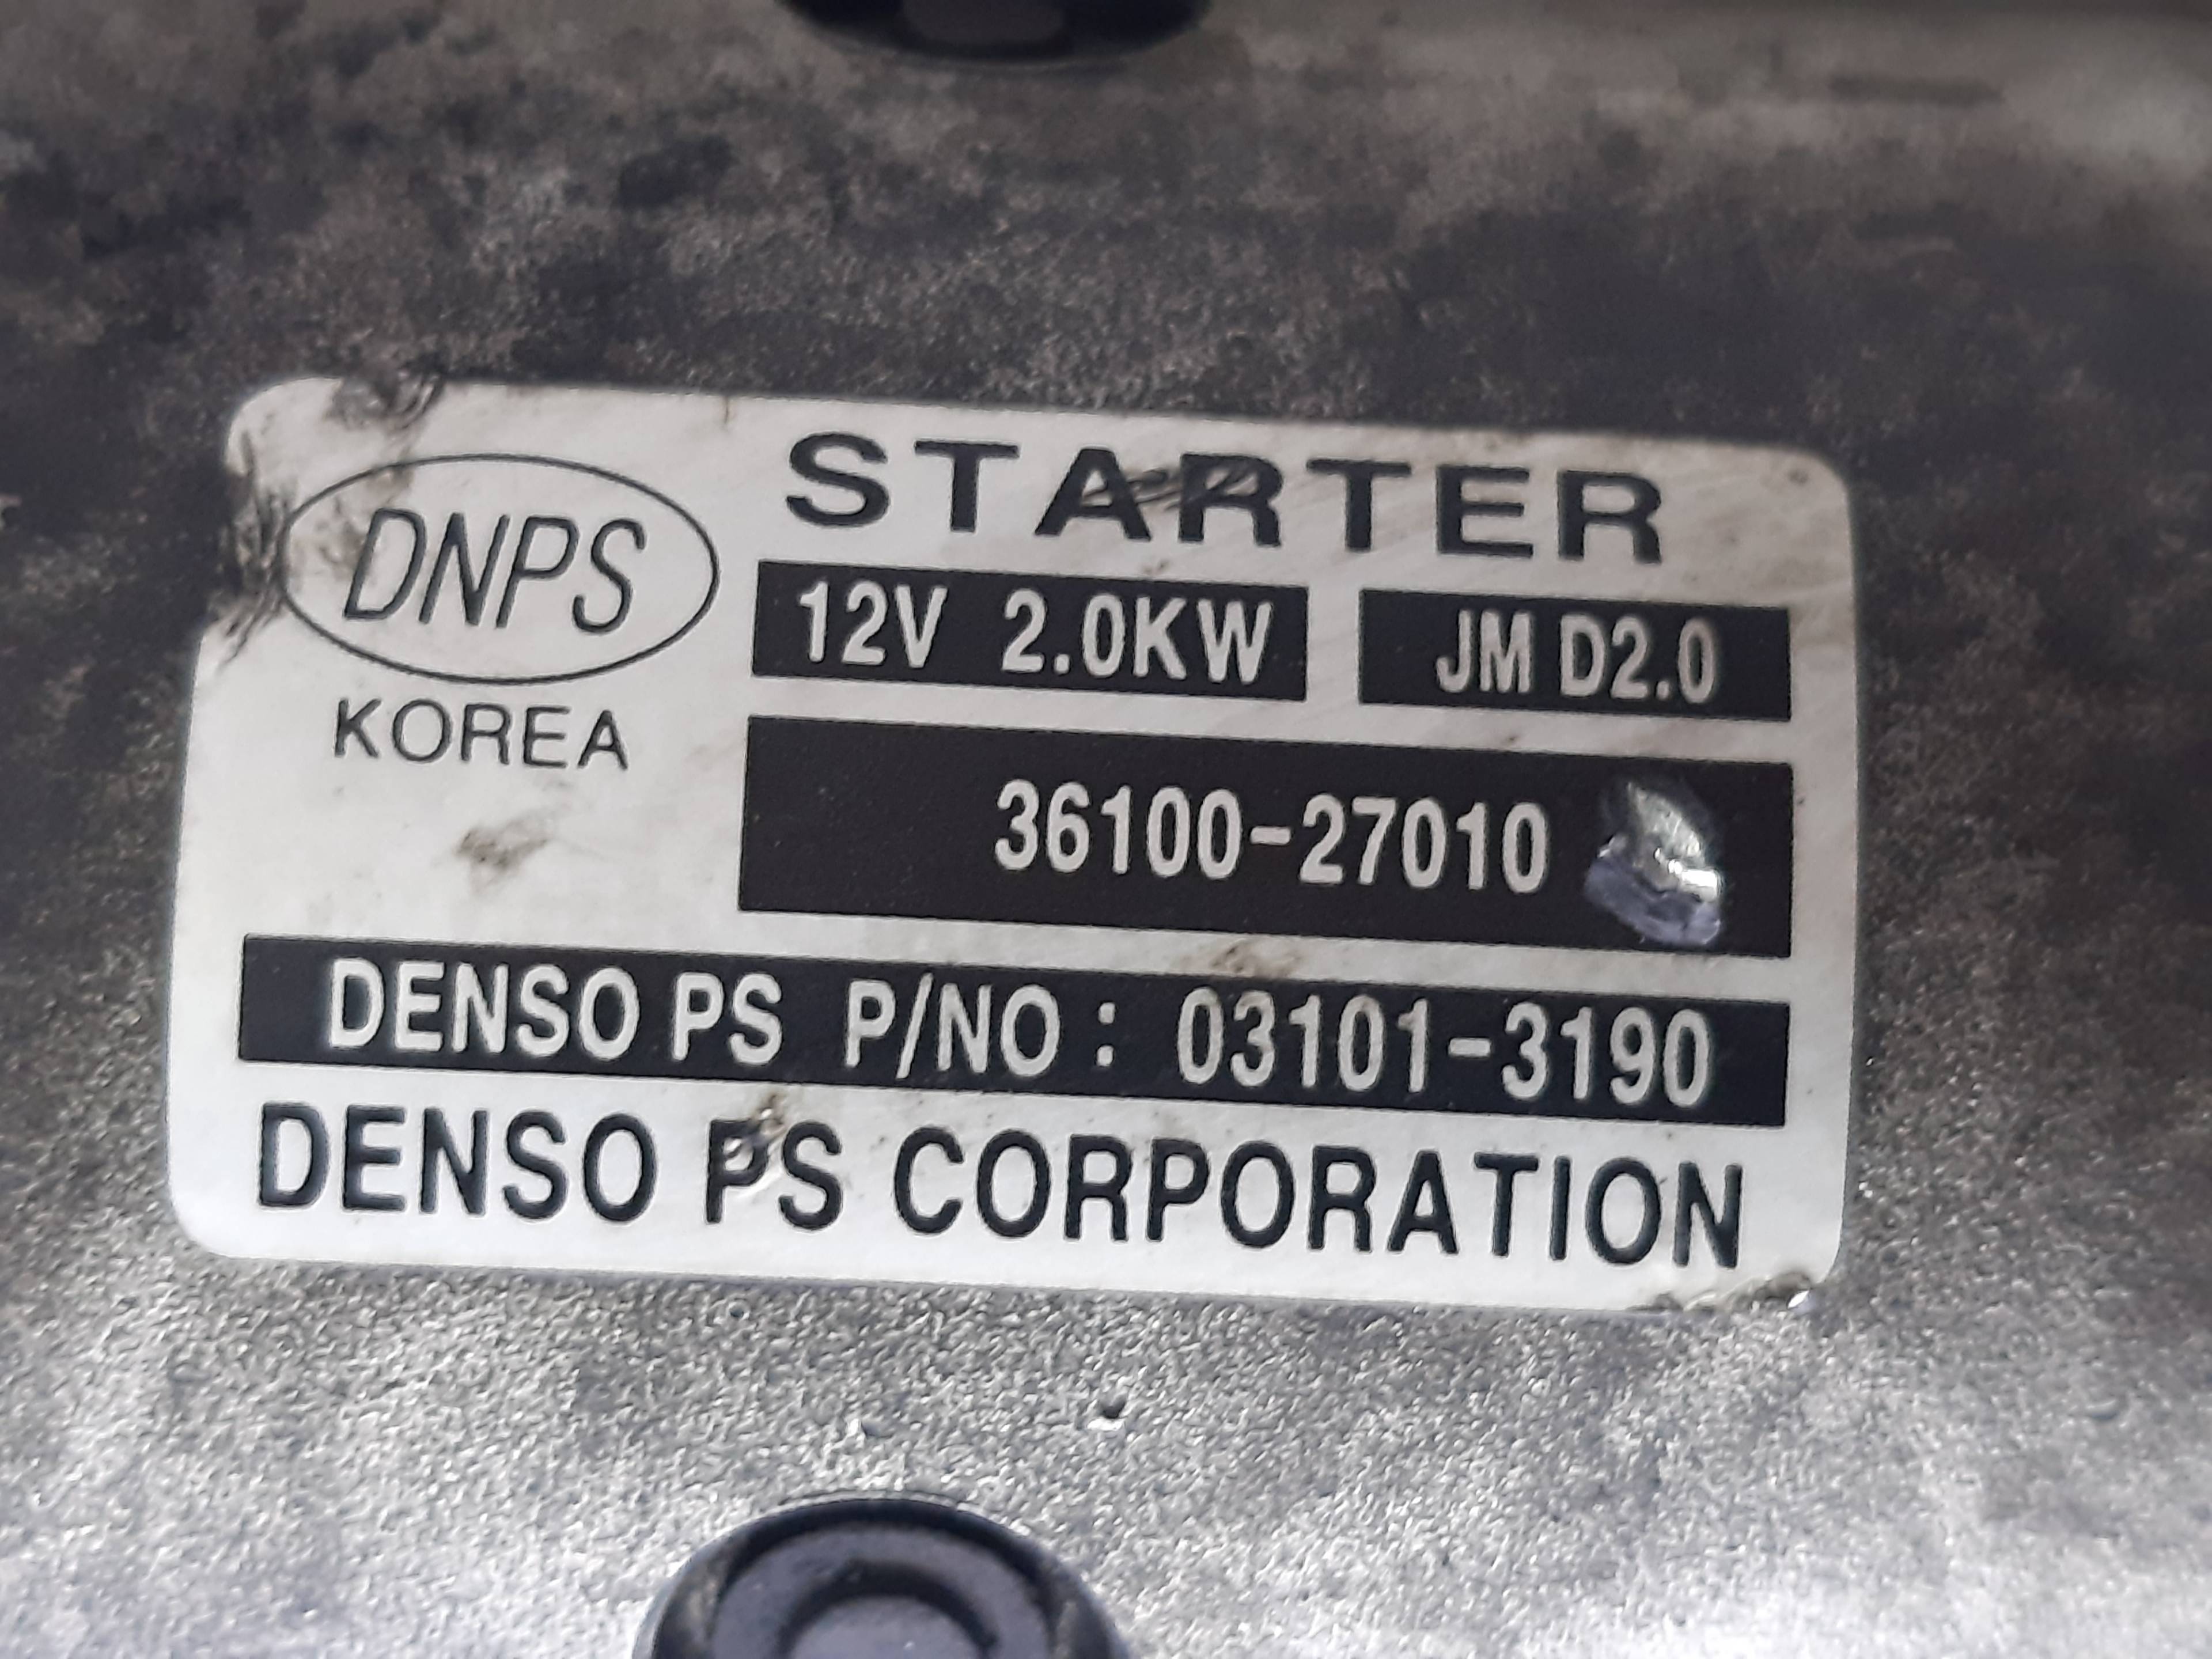 STARTER
DNPS
KOREA
12V 2.0KW
JM D2.0
36100-27010
DENSO PS P/NO : 03101-3190
DENSO PS CORPORATION